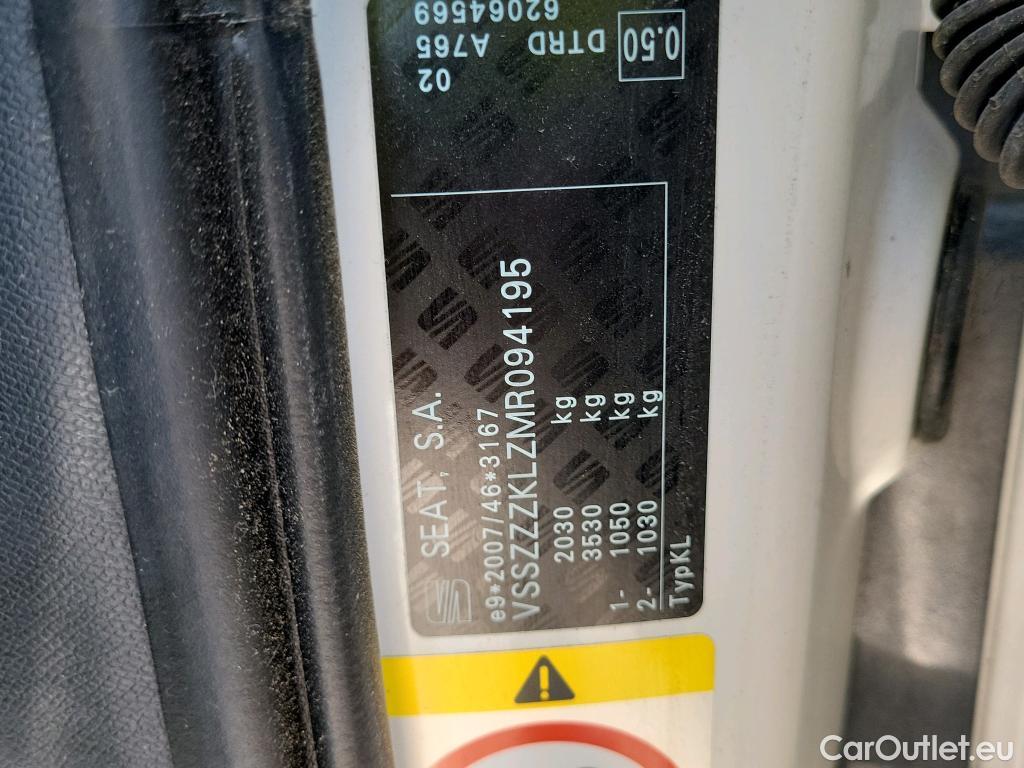 SEAT, S.A.
e9*2007/46*3167
VSSZZZKLZMR094195
2030 kg
3530 kg
1- 1050 kg
2- 1030 kg
TypKL
62064569
02 A765 DTRD
0.50
CarOutlet.eu